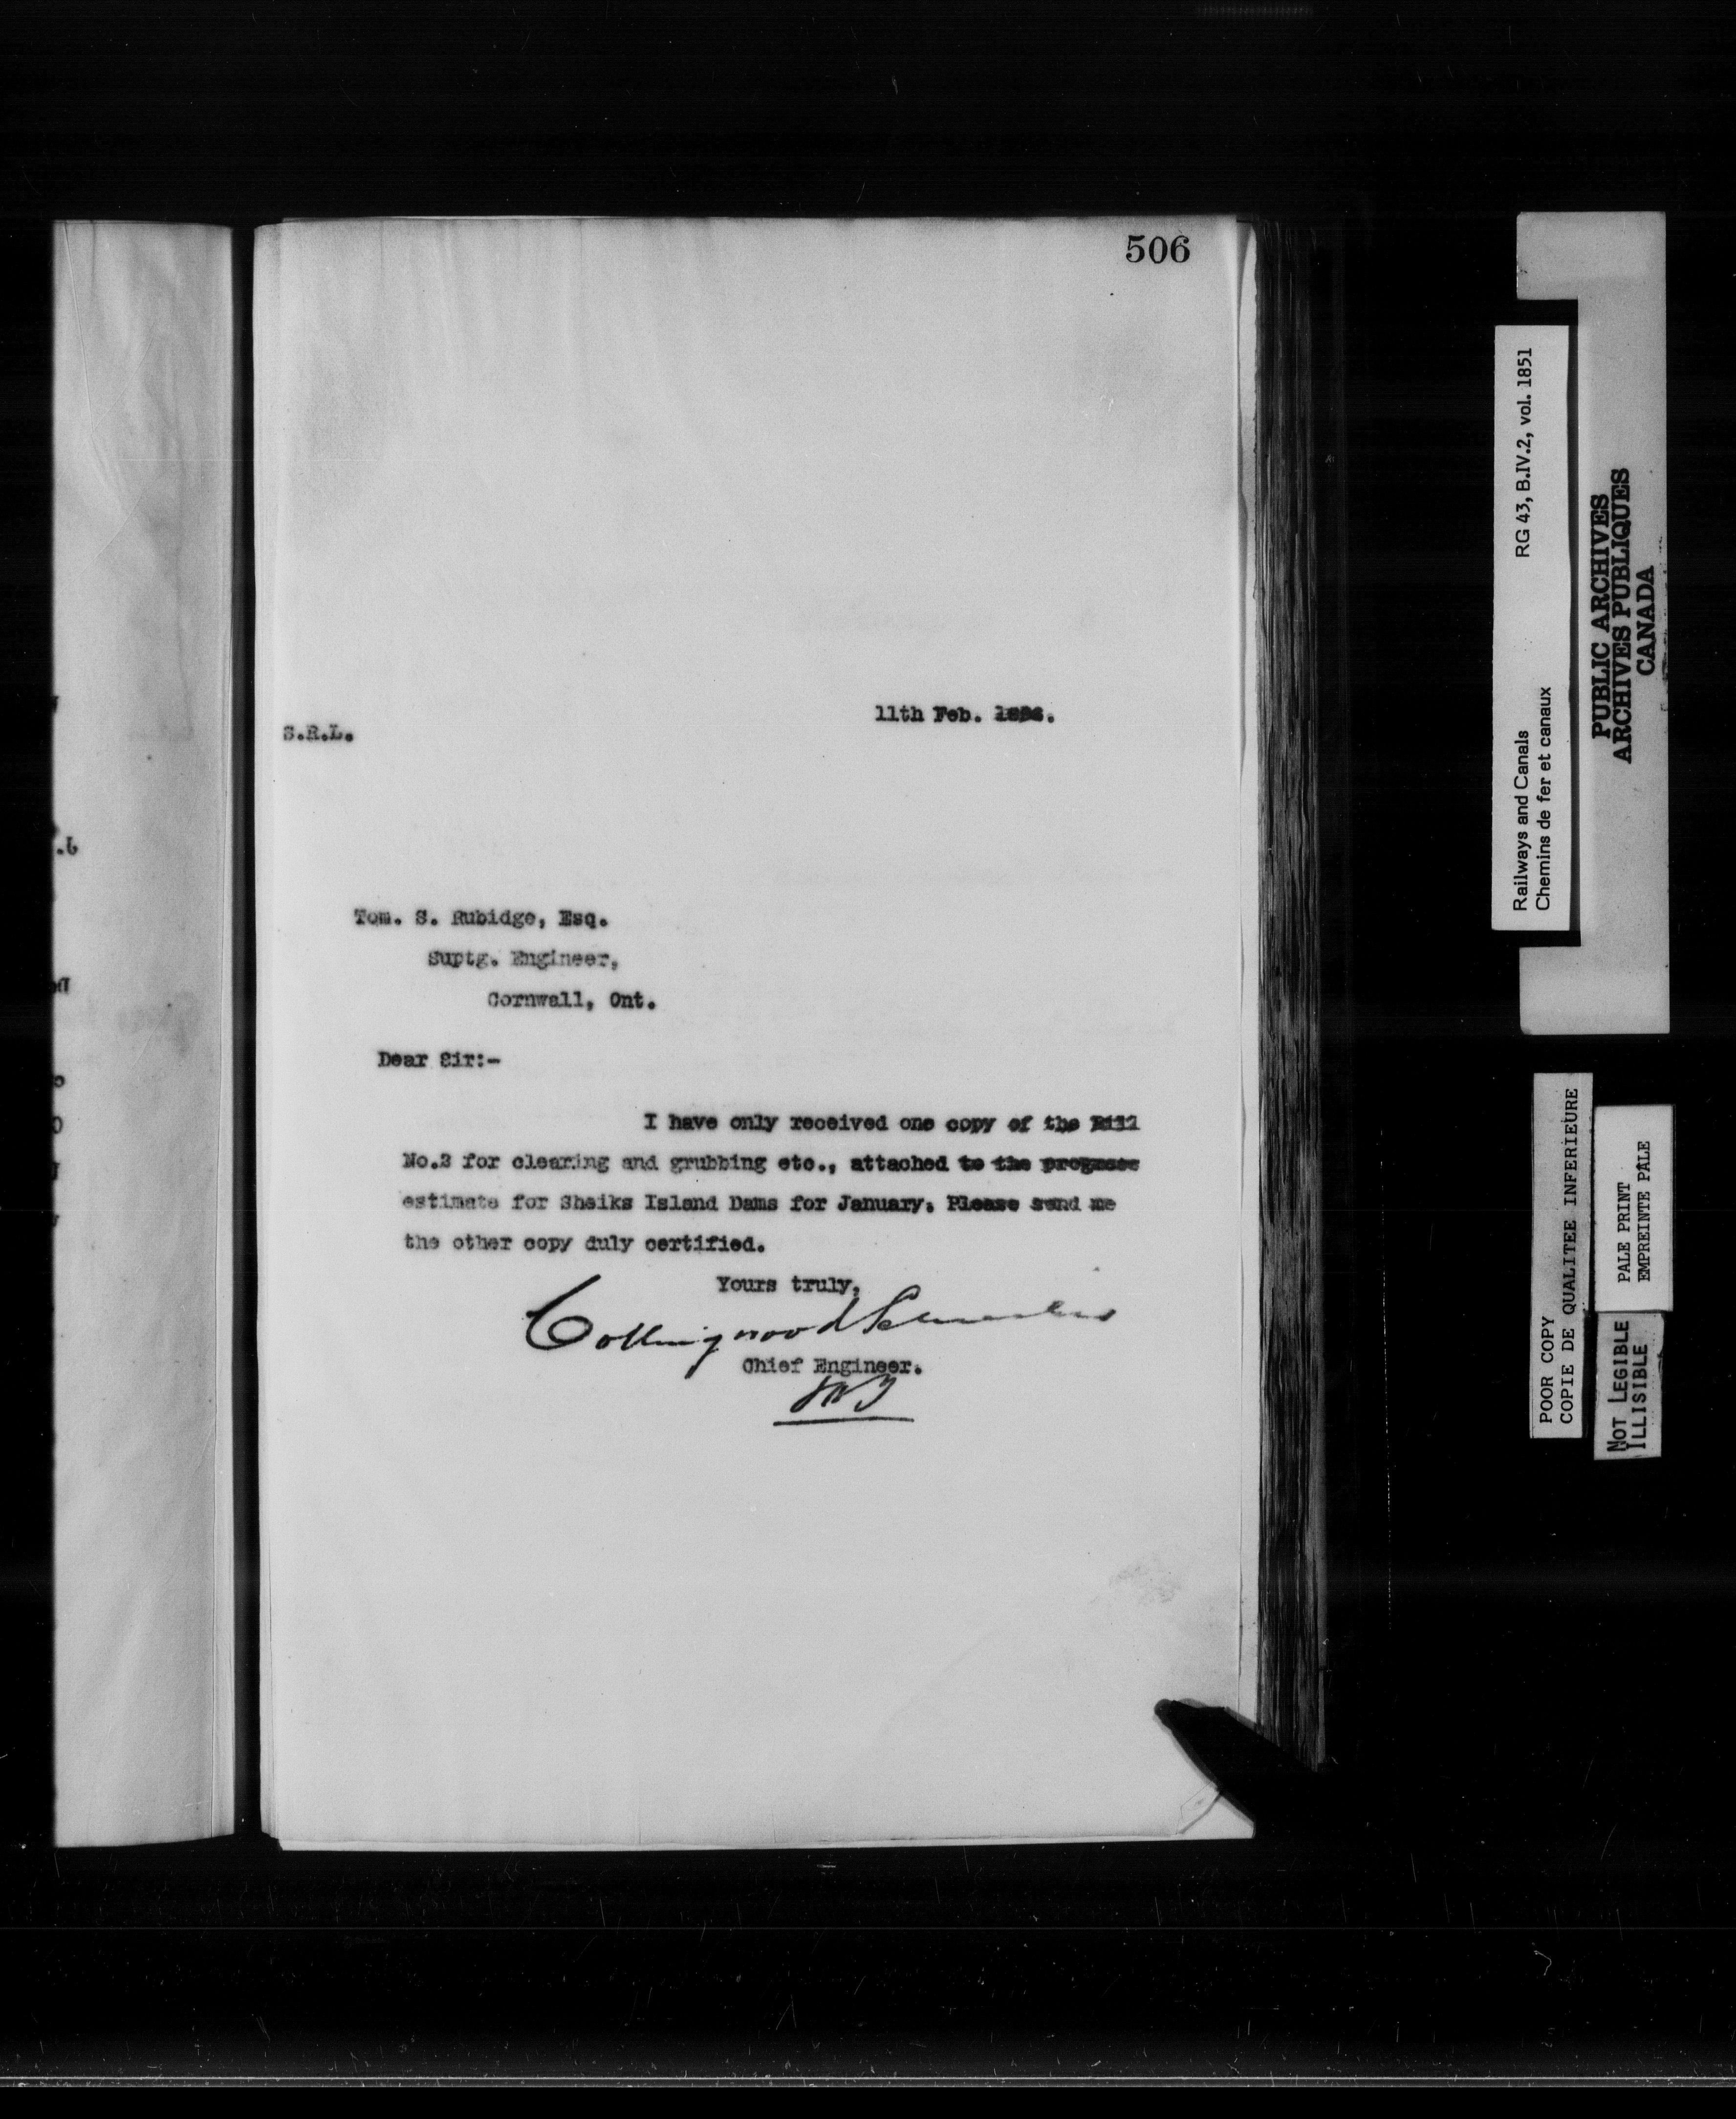 506
11th Feb.
S.R.L.
Tom. S. Rubidge, Esq.
Suptg. Engineer,
Cornwall, Ont.
Dear Sir:-
I have only received one copy of the Bill
No.2 for clearing and grubbing etc., attached to the progress
estimate for Sheiks Island Dams for January. Please send me
the other copy duly certified.
Yours truly,
Collingwood Schreiber
Chief Engineer.
Railways and Canals RG 43, B.IV.2, vol. 1851
Chemins de fer et canaux
PUBLIC ARCHIVES
ARCHIVES PUBLIQUES
CANADA
POOR COPY
COPIE DE QUALITEE INFERIEURE
PALE PRINT
EMPREINTE PALE
NOT LEGIBLE
ILLISIBLE